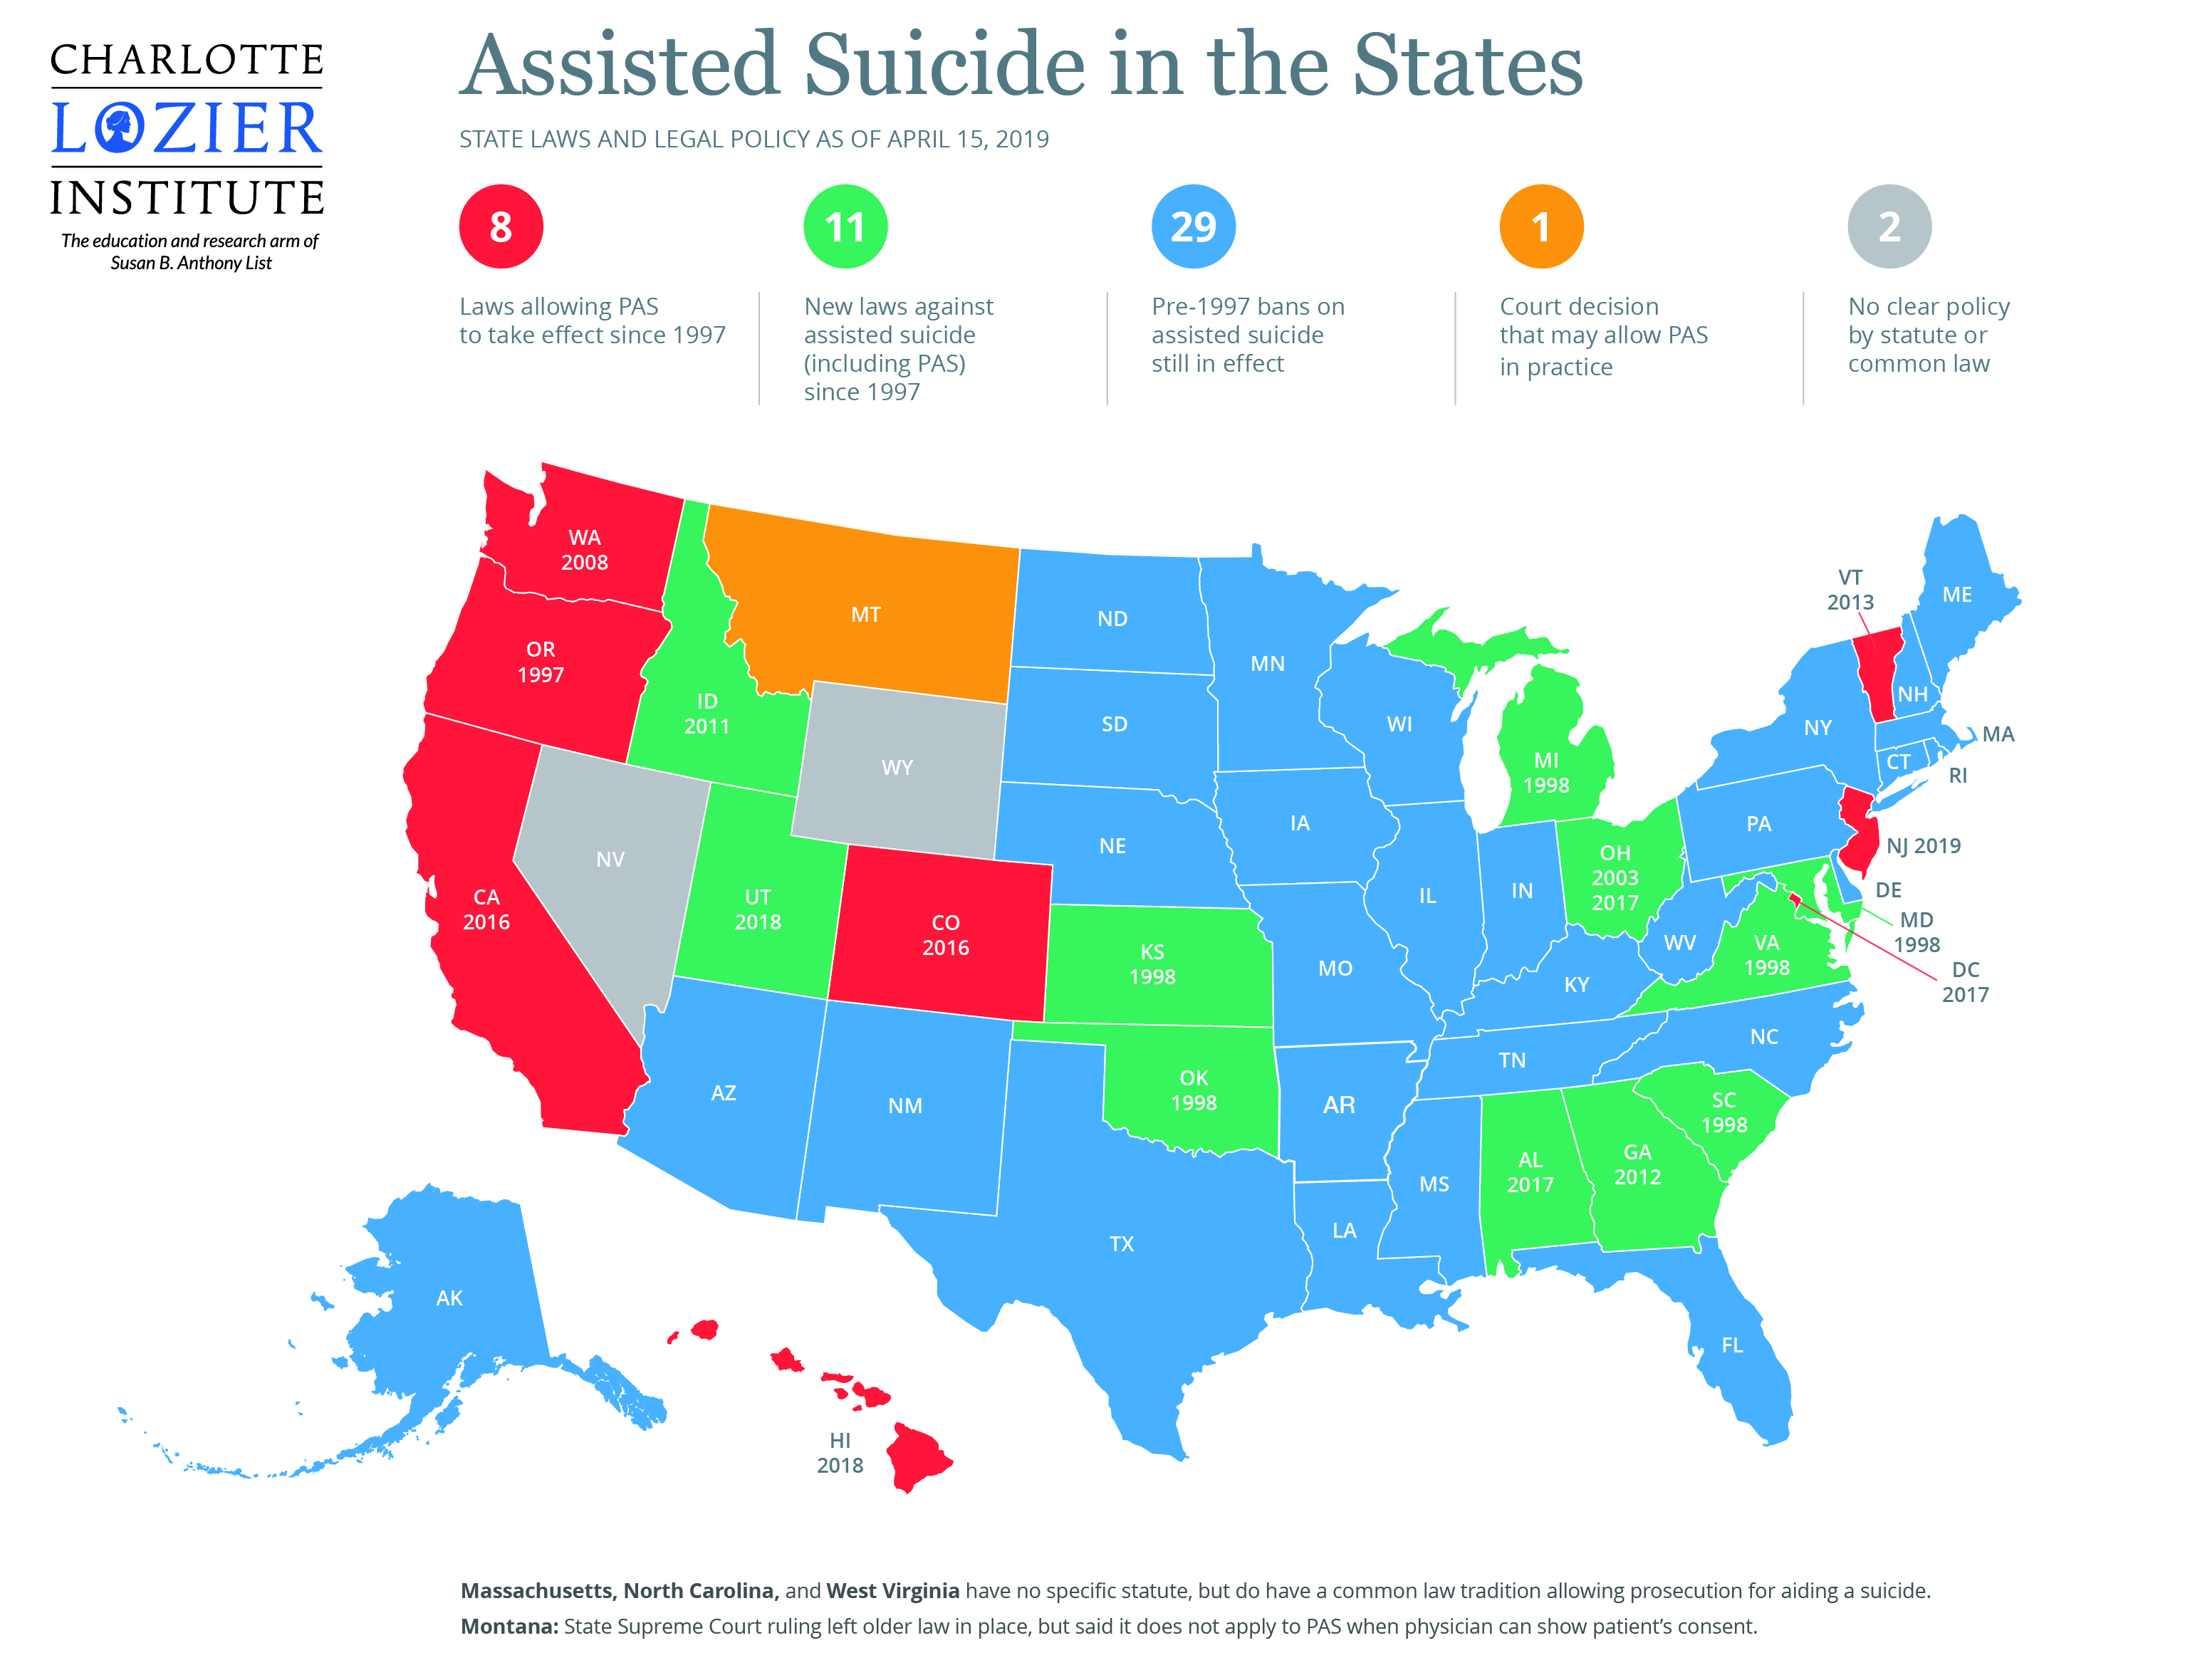 CHARLOTTE
LOZIER
INSTITUTE
The education and research arm of
Susan B. Anthony List
Assisted Suicide in the States
STATE LAWS AND LEGAL POLICY AS OF APRIL 15, 2019
8
Laws allowing PAS
to take effect since 1997
11
New laws against
assisted suicide
(including PAS)
since 1997
29
Pre-1997 bans on
assisted suicide
still in effect
1
Court decision
that may allow PAS
in practice
2
No clear policy
by statute or
common law
WA
2008
OR
1997
CA
2016
ID
2011
NV
MT
WY
UT
2018
CO
2016
AZ
NM
ND
SD
NE
KS
1998
OK
1998
TX
MN
IA
MO
AR
LA
WI
IL
IN
MI
1998
OH
2003
2017
KY
TN
MS
AL
2017
GA
2012
SC
1998
NC
FL
WV
VA
1998
PA
NY
VT
2013
ME
NH
MA
CT
RI
NJ 2019
DE
MD
1998
DC
2017
AK
HI
2018
Massachusetts, North Carolina, and West Virginia have no specific statute, but do have a common law tradition allowing prosecution for aiding a suicide.
Montana: State Supreme Court ruling left older law in place, but said it does not apply to PAS when physician can show patient's consent.